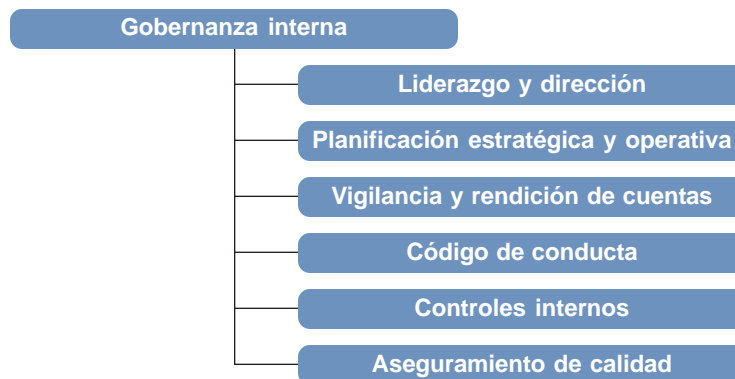 Gobernanza interna
Liderazgo y dirección
Planificación estratégica y operativa
Vigilancia y rendición de cuentas
Código de conducta
Controles internos
Aseguramiento de calidad